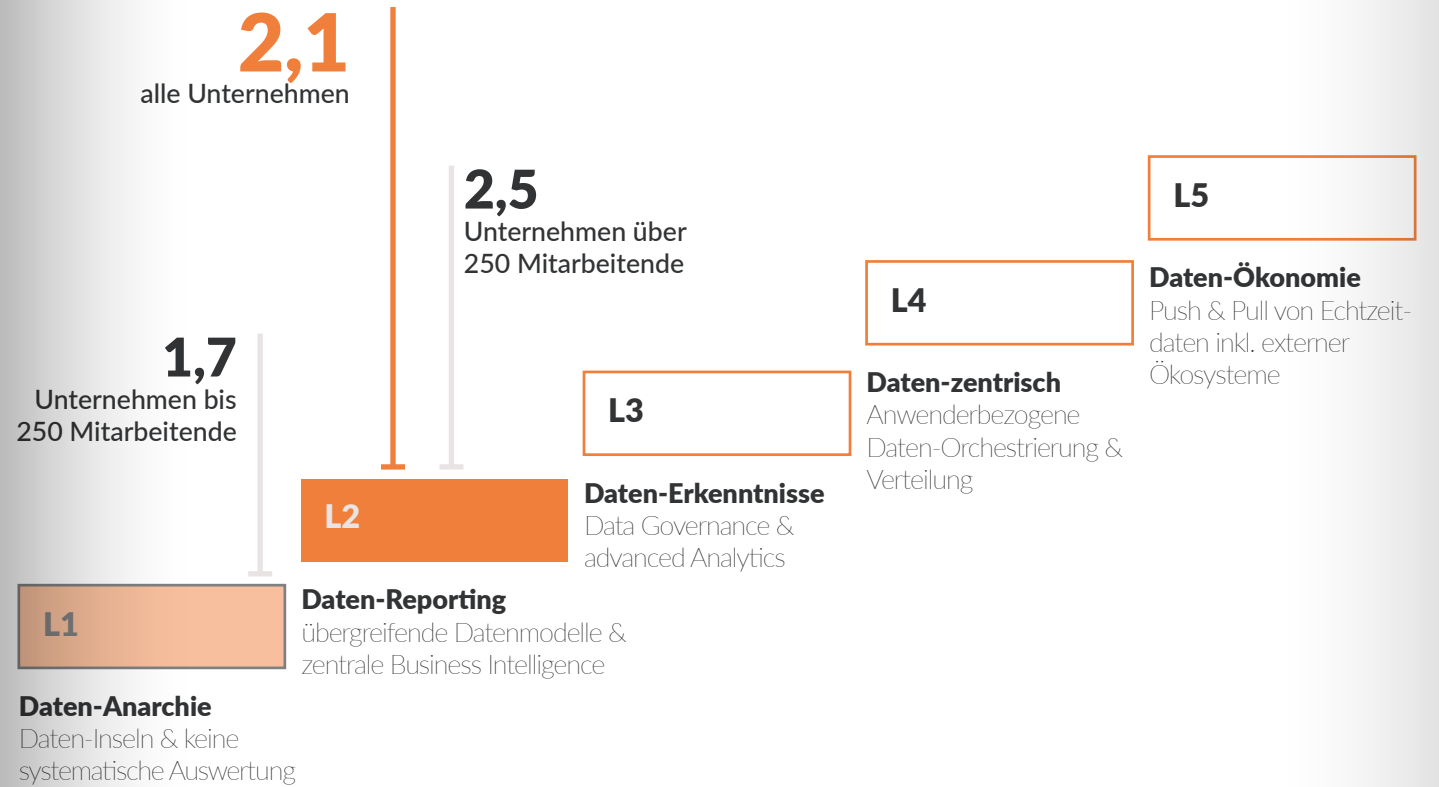 2,1
alle Unternehmen
2,5
Unternehmen über
250 Mitarbeitende
1,7
Unternehmen bis
250 Mitarbeitende
L1
Daten-Anarchie
Daten-Inseln & keine
systematische Auswertung
L2
Daten-Reporting
übergreifende Datenmodelle &
zentrale Business Intelligence
L3
Daten-Erkenntnisse
Data Governance &
advanced Analytics
L4
Daten-zentrisch
Anwenderbezogene
Daten-Orchestrierung &
Verteilung
L5
Daten-Ökonomie
Push & Pull von Echtzeit-
daten inkl. externer
Ökosysteme